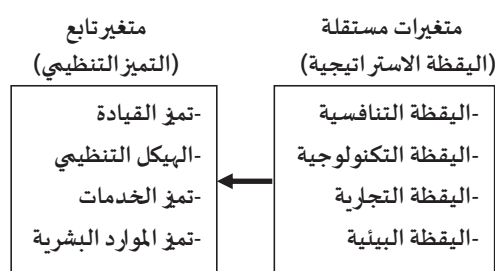 متغيرات مستقلة
(اليقظة الاستراتيجية)
-اليقظة التنافسية
-اليقظة التكنولوجية
-اليقظة التجارية
-اليقظة البيئية
متغير تابع
(التميز التنظيمي)
-تميز القيادة
-الهيكل التنظيمي
-تميز الخدمات
-تميز الموارد البشرية